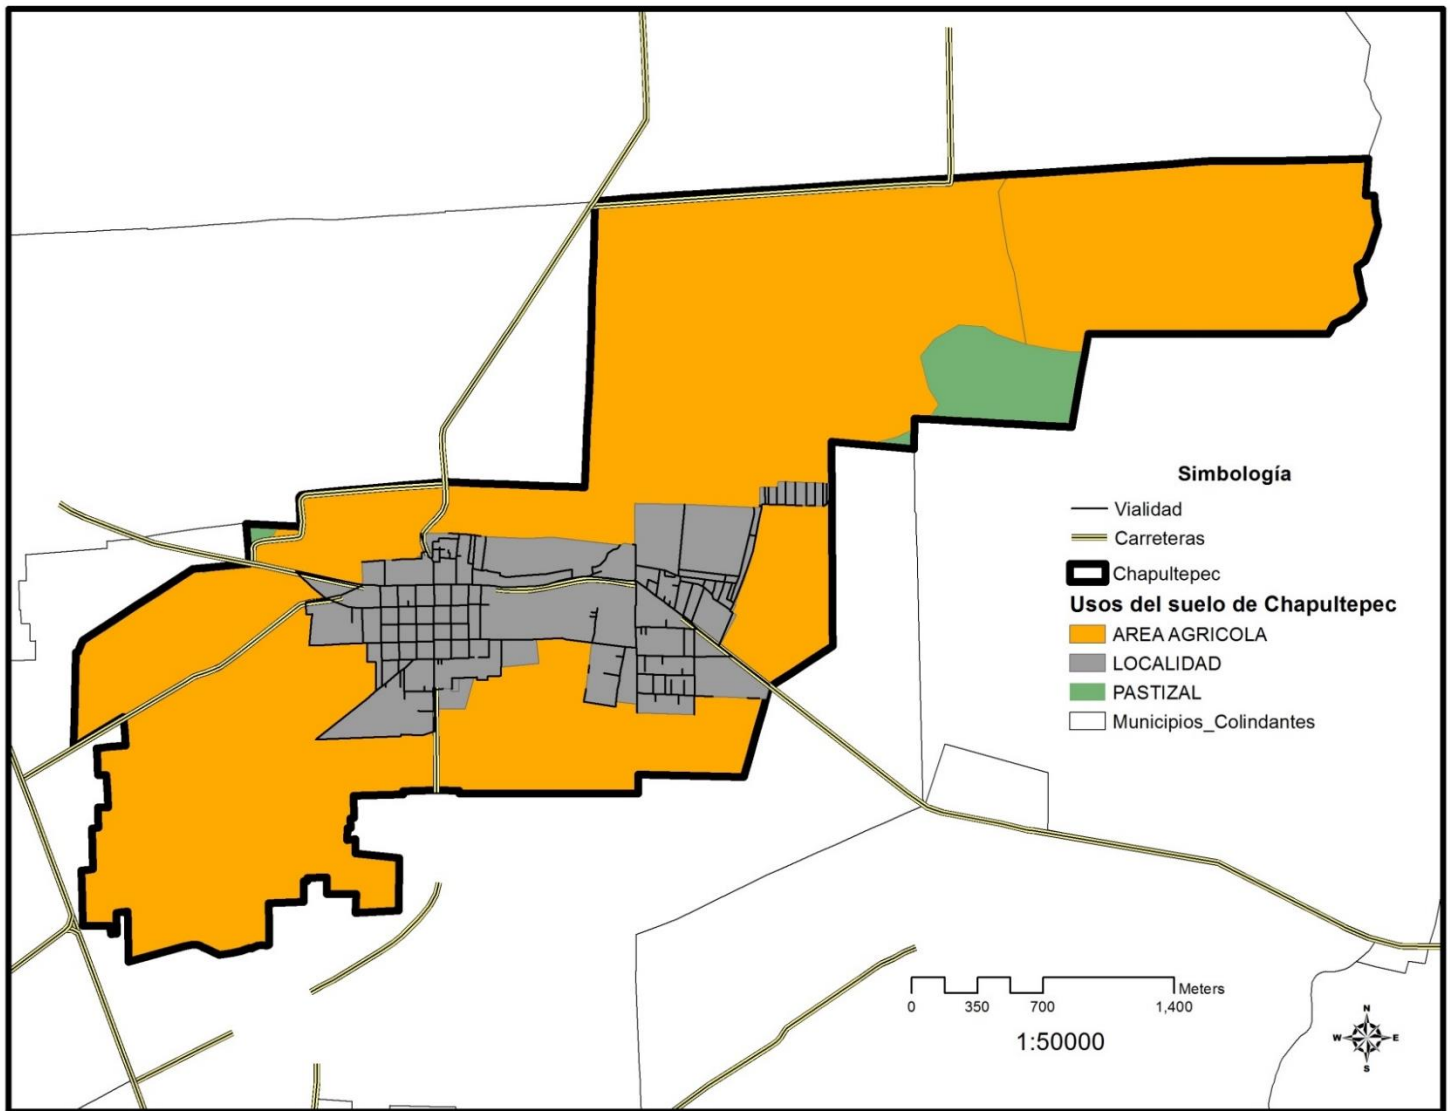 Simbología
Vialidad
Carreteras
Chapultepec
Usos del suelo de Chapultepec
AREA AGRICOLA
LOCALIDAD
PASTIZAL
Municipios_Colindantes
Meters
0 350 700 1,400
1:50000
N
W E
S